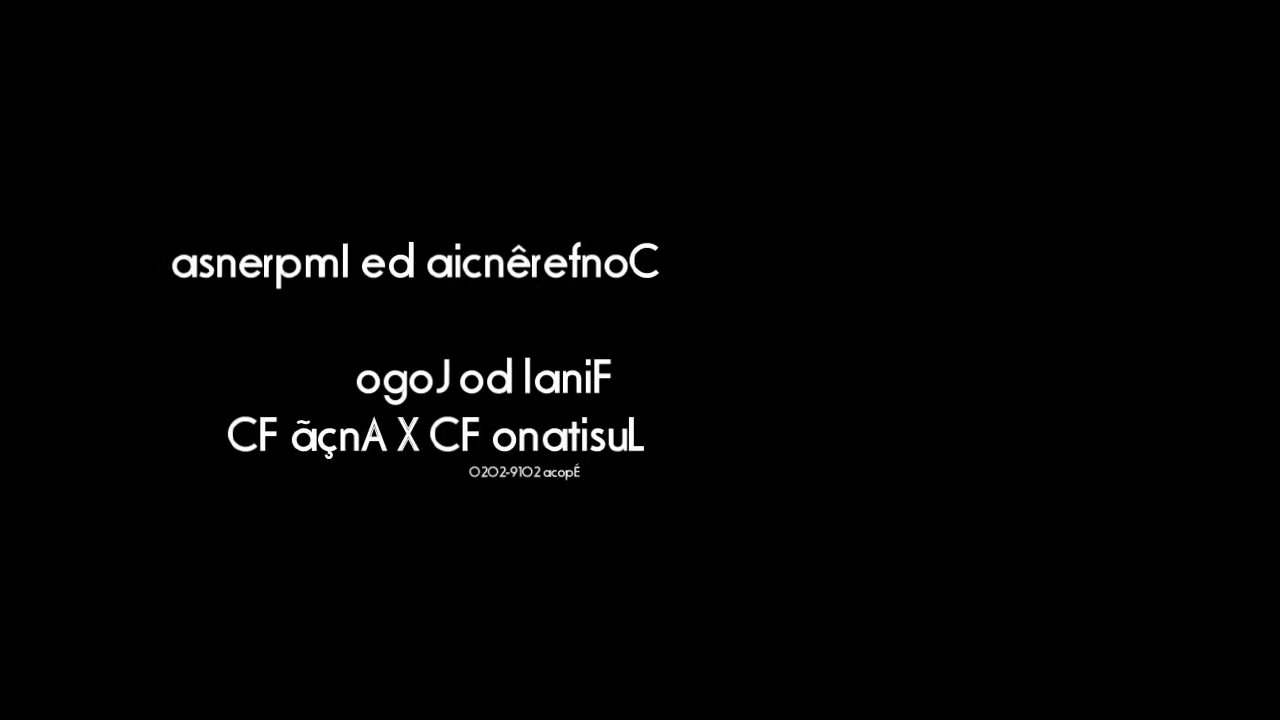 asnerpmI ed aicnêrefnoC
ogoJ od laniF
CF ãçnA X CF onatisuL
0202-9102 acopÉ